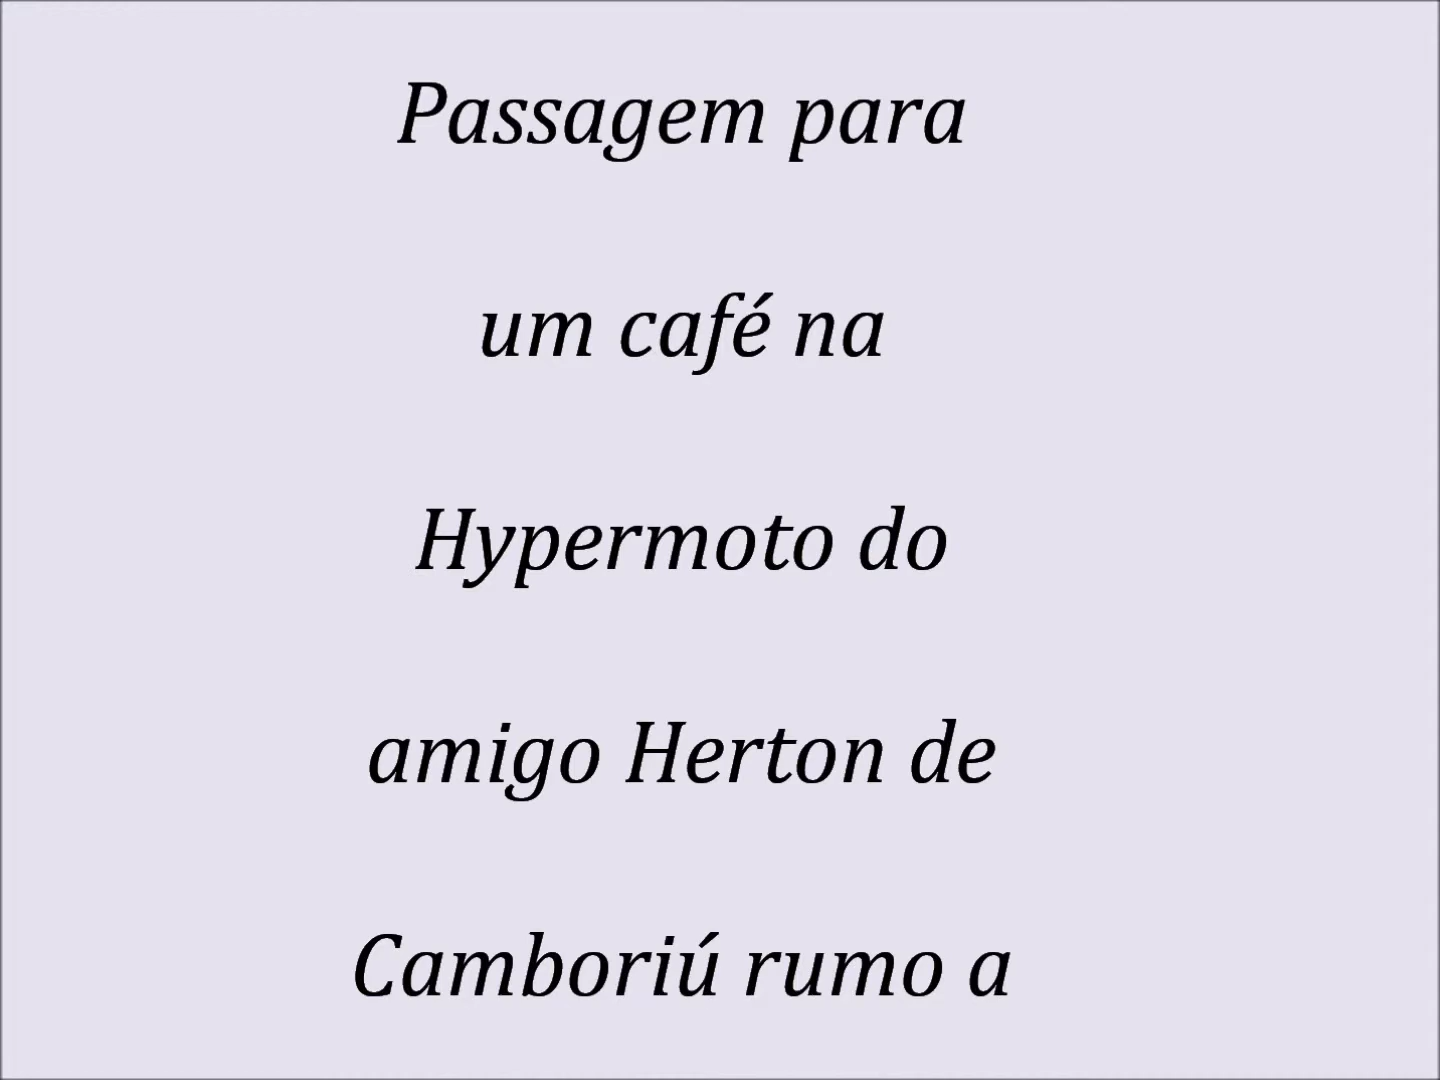 Passagem para
um café na
Hypermoto do
amigo Herton de
Camboriú rumo a